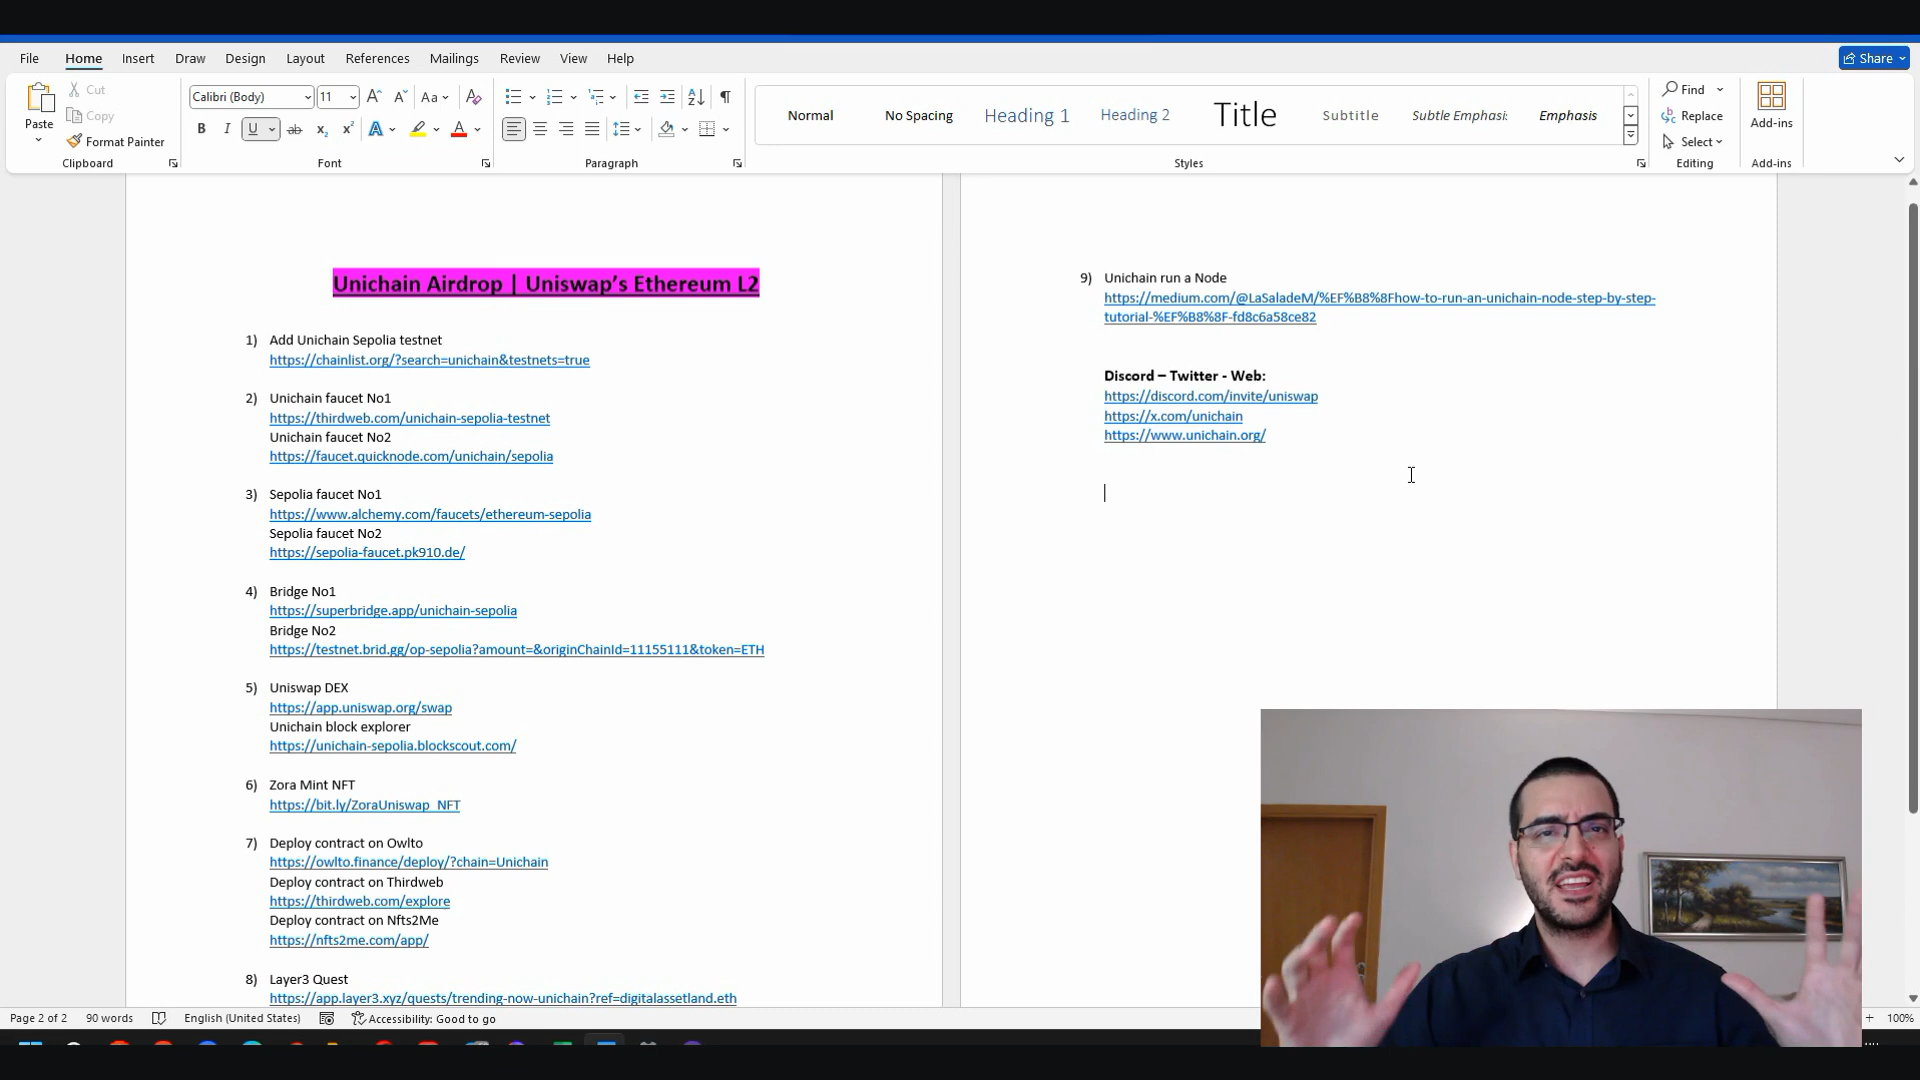 File Home Insert Draw Design Layout References Mailings Review View Help Share
Paste Cut Copy Format Painter
Calibri (Body) 11 Aa
B I U ab x₂ x² A A
Normal No Spacing Heading 1 Heading 2 Title Subtitle Subtle Emphasi: Emphasis
Find Replace Select
Add-ins
Clipboard Font Paragraph Styles Editing Add-ins
Unichain Airdrop | Uniswap’s Ethereum L2
1) Add Unichain Sepolia testnet
https://chainlist.org/?search=unichain&testnets=true
2) Unichain faucet No1
https://thirdweb.com/unichain-sepolia-testnet
Unichain faucet No2
https://faucet.quicknode.com/unichain/sepolia
3) Sepolia faucet No1
https://www.alchemy.com/faucets/ethereum-sepolia
Sepolia faucet No2
https://sepolia-faucet.pk910.de/
4) Bridge No1
https://superbridge.app/unichain-sepolia
Bridge No2
https://testnet.brid.gg/op-sepolia?amount=&originChainId=11155111&token=ETH
5) Uniswap DEX
https://app.uniswap.org/swap
Unichain block explorer
https://unichain-sepolia.blockscout.com/
6) Zora Mint NFT
https://bit.ly/ZoraUniswap_NFT
7) Deploy contract on Owlto
https://owlto.finance/deploy/?chain=Unichain
Deploy contract on Thirdweb
https://thirdweb.com/explore
Deploy contract on Nfts2Me
https://nfts2me.com/app/
8) Layer3 Quest
https://app.layer3.xyz/quests/trending-now-unichain?ref=digitalassetland.eth
9) Unichain run a Node
https://medium.com/@LaSaladeM/%EF%B8%8Fhow-to-run-an-unichain-node-step-by-step-
tutorial-%EF%B8%8F-fd8c6a58ce82
Discord – Twitter - Web:
https://discord.com/invite/uniswap
https://x.com/unichain
https://www.unichain.org/
Page 2 of 2 90 words English (United States) Accessibility: Good to go 100%